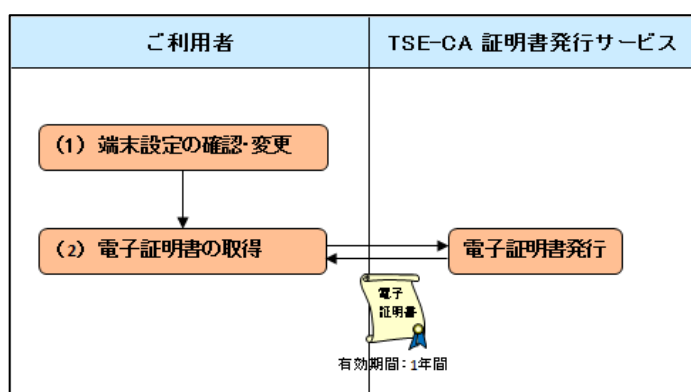 ご利用者
TSE-CA 証明書発行サービス
(1) 端末設定の確認・変更
(2) 電子証明書の取得
電子証明書発行
電子
証明書
有効期間：1年間